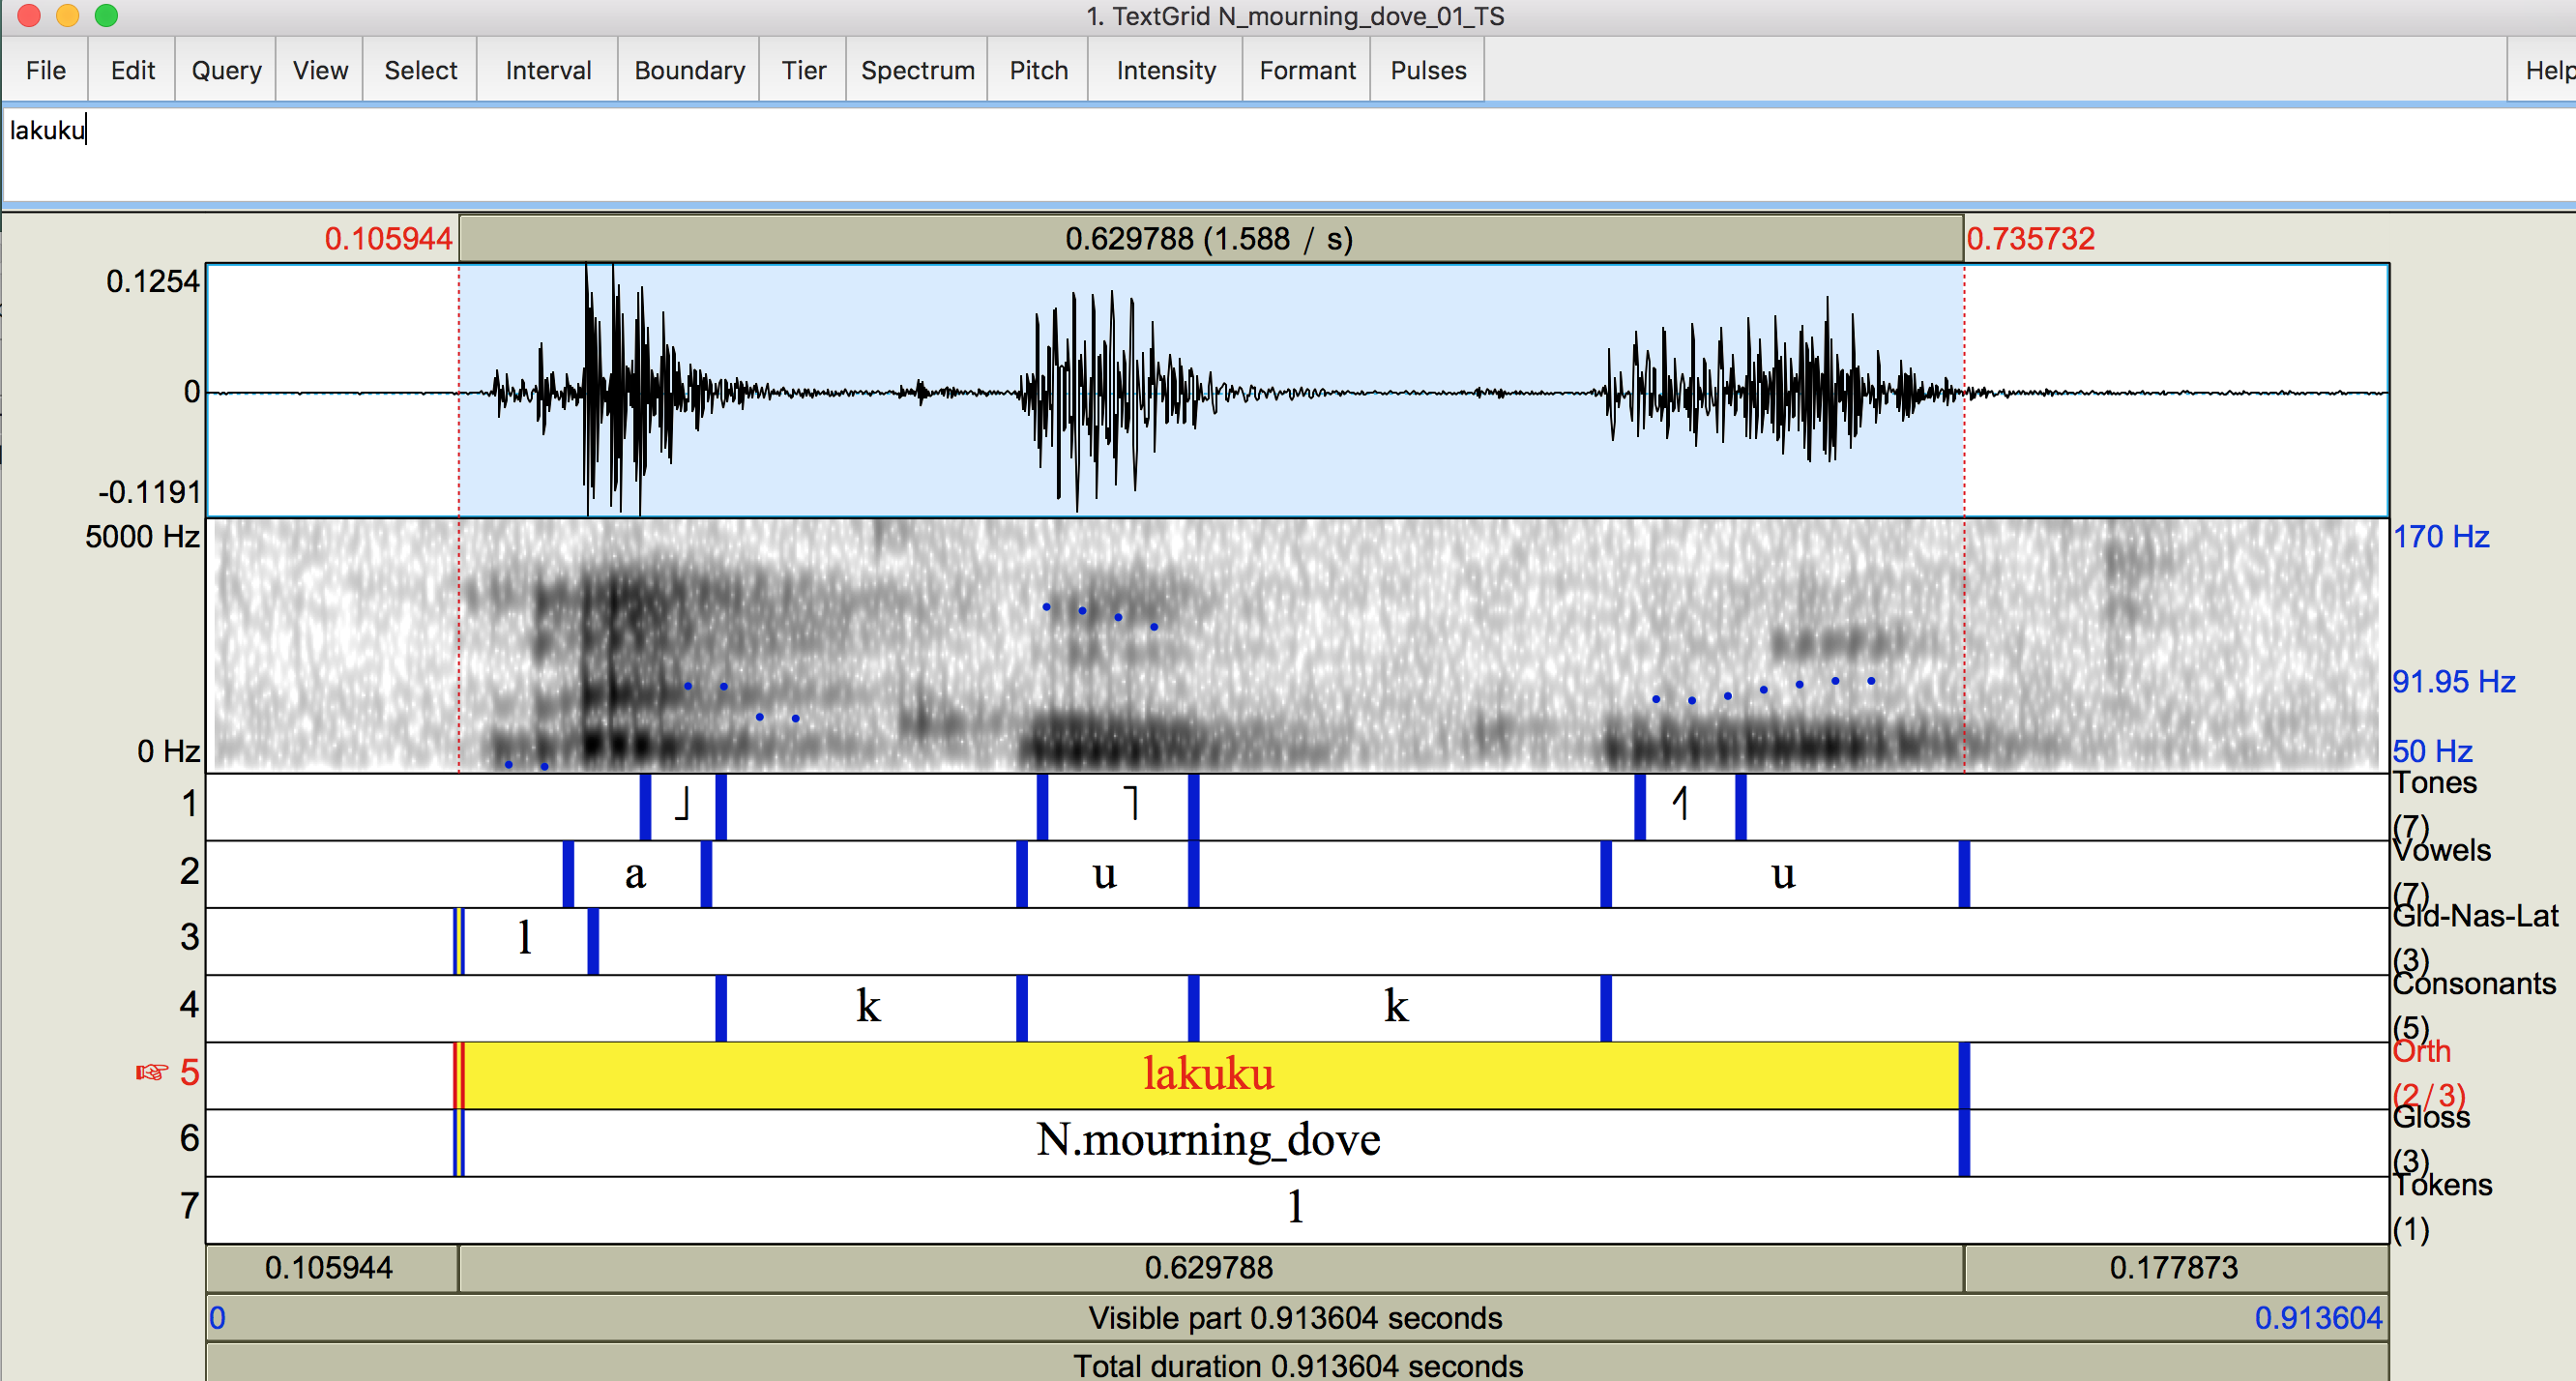 1. TextGrid N_mourning_dove_01_TS
File Edit Query View Select Interval Boundary Tier Spectrum Pitch Intensity Formant Pulses Help
lakuku
0.105944 0.629788 (1.588 / s) 0.735732
0.1254
0
-0.1191
5000 Hz 170 Hz
91.95 Hz
0 Hz 50 Hz
1 ˩ ˥ ˧˥ Tones
(7)
2 a u u Vowels
(7)
3 l Gld-Nas-Lat
(3)
4 k k Consonants
(5)
☞ 5 lakuku Orth
(2/3)
6 N.mourning_dove Gloss
(3)
7 1 Tokens
(1)
0.105944 0.629788 0.177873
0 Visible part 0.913604 seconds 0.913604
Total duration 0.913604 seconds